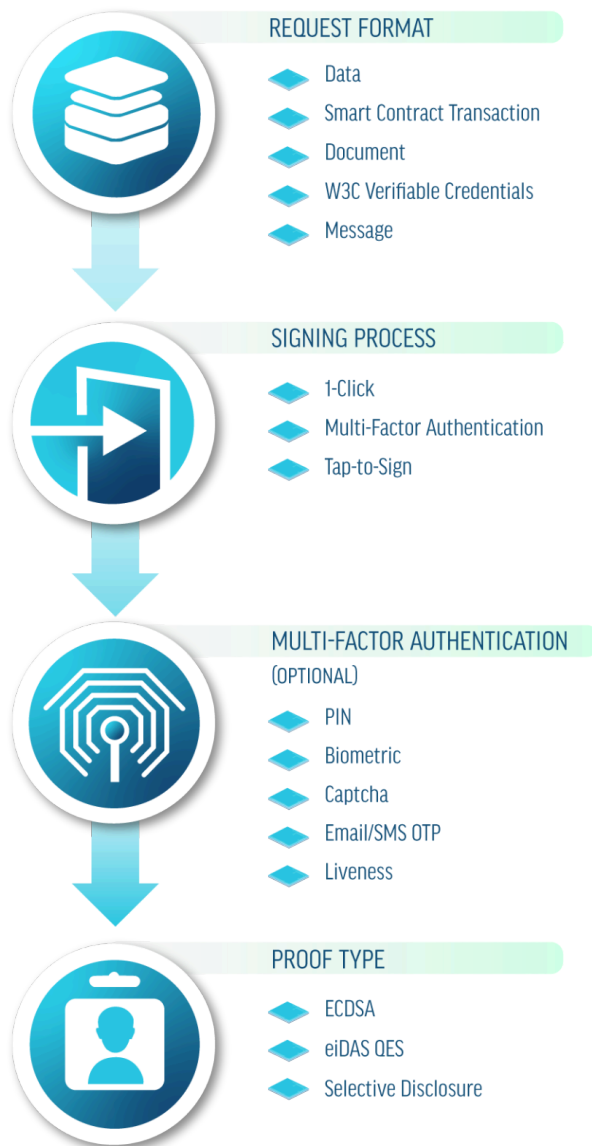 REQUEST FORMAT
Data
Smart Contract Transaction
Document
W3C Verifiable Credentials
Message
SIGNING PROCESS
1-Click
Multi-Factor Authentication
Tap-to-Sign
MULTI-FACTOR AUTHENTICATION
(OPTIONAL)
PIN
Biometric
Captcha
Email/SMS OTP
Liveness
PROOF TYPE
ECDSA
eiDAS QES
Selective Disclosure